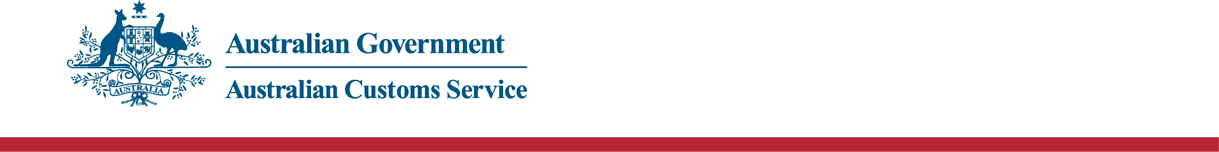 Australian Government
Australian Customs Service
AUSTRALIA